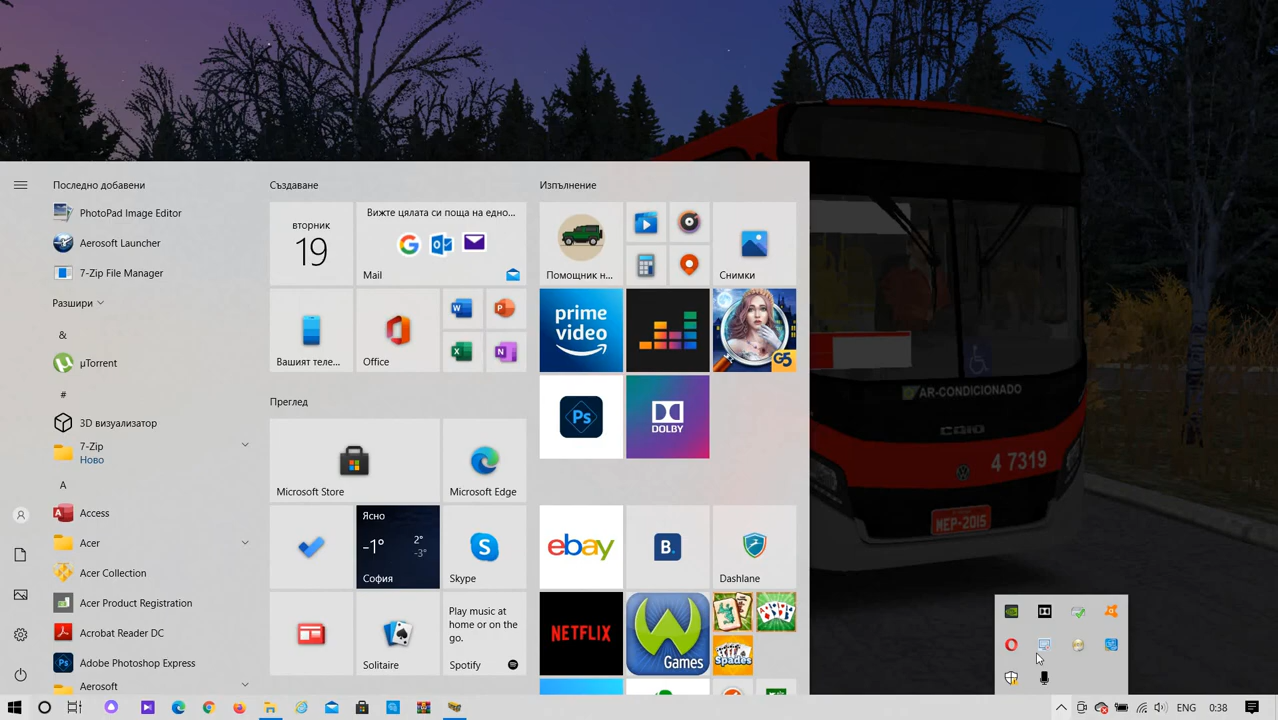 Последно добавени
PhotoPad Image Editor
Aerosoft Launcher
7-Zip File Manager
Разшири
&
µTorrent
#
3D визуализатор
7-Zip
Ново
A
Access
Acer
Acer Collection
Acer Product Registration
Acrobat Reader DC
Adobe Photoshop Express
Aerosoft
Създаване
вторник
19
Вижте цялата си поща на едно...
Mail
Вашият теле...
Office
Преглед
Microsoft Store
Microsoft Edge
Ясно
-1°
2°
-3°
София
Skype
Solitaire
Play music at
home or on the
go.
Spotify
Изпълнение
Помощник н...
Снимки
prime
video
G5
Ps
DOLBY
ebay
B.
Dashlane
NETFLIX
Games
Spades
AR-CONDICIONADO
CAIO
4 7319
MEP-2015
ENG
0:38